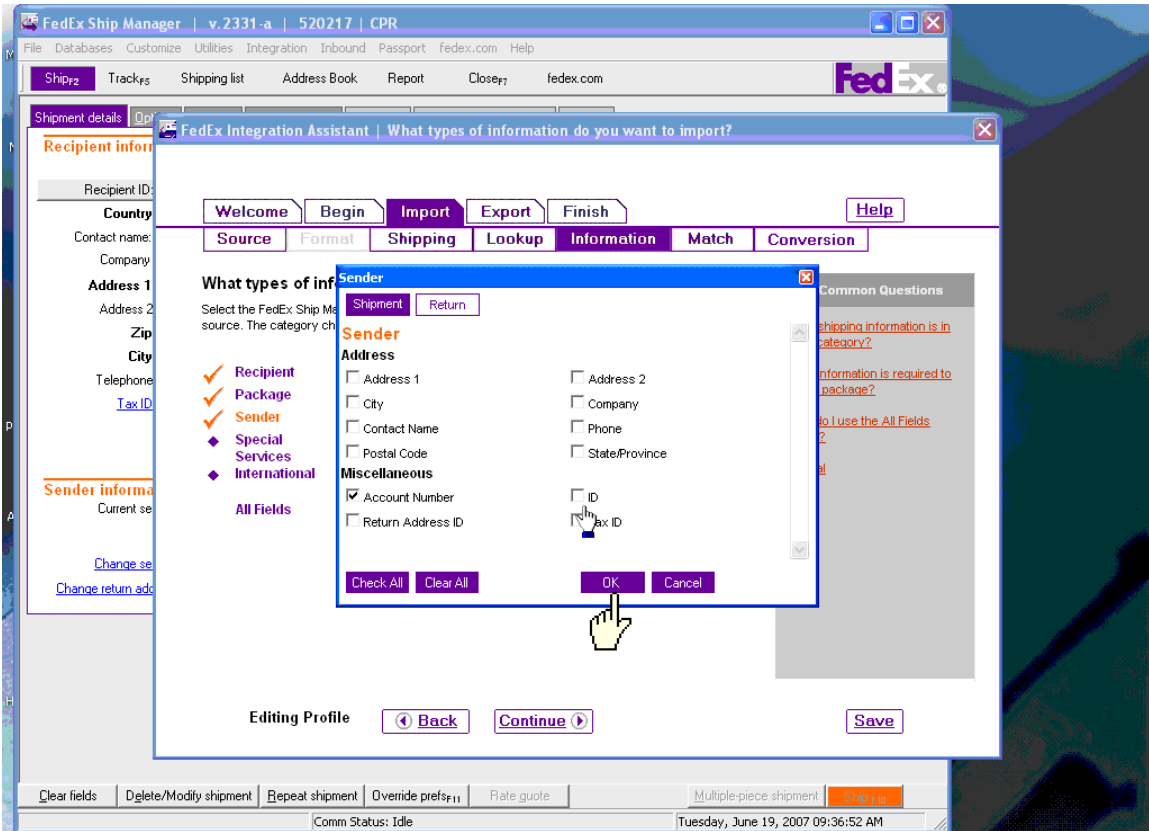 FedEx Ship Manager | v.2331-a | 520217 | CPR
File Databases Customize Utilities Integration Inbound Passport fedex.com Help
ShipF2 TrackF5 Shipping list Address Book Report CloseF7 fedex.com
FedEx
Shipment details Opt
FedEx Integration Assistant | What types of information do you want to import?
Recipient inforr
Recipient ID:
Country
Contact name:
Company
Address 1
Address 2
Zip
City
Telephone
Tax ID
Sender informa
Current se
Change se
Change return add
Welcome Begin Import Export Finish Help
Source Format Shipping Lookup Information Match Conversion
What types of inf
Select the FedEx Ship Ma
source. The category ch
Recipient
Package
Sender
Special
Services
International
All Fields
Sender
Shipment Return
Sender
Address
Address 1 Address 2
City Company
Contact Name Phone
Postal Code State/Province
Miscellaneous
Account Number ID
Return Address ID ax ID
Check All Clear All OK Cancel
Common Questions
shipping information is in
category?
nformation is required to
package?
do I use the All Fields
?
al
Editing Profile Back Continue Save
Clear fields Delete/Modify shipment Repeat shipment Override prefsF11 Rate quote Multiple-piece shipment Ship F10
Comm Status: Idle Tuesday, June 19, 2007 09:36:52 AM